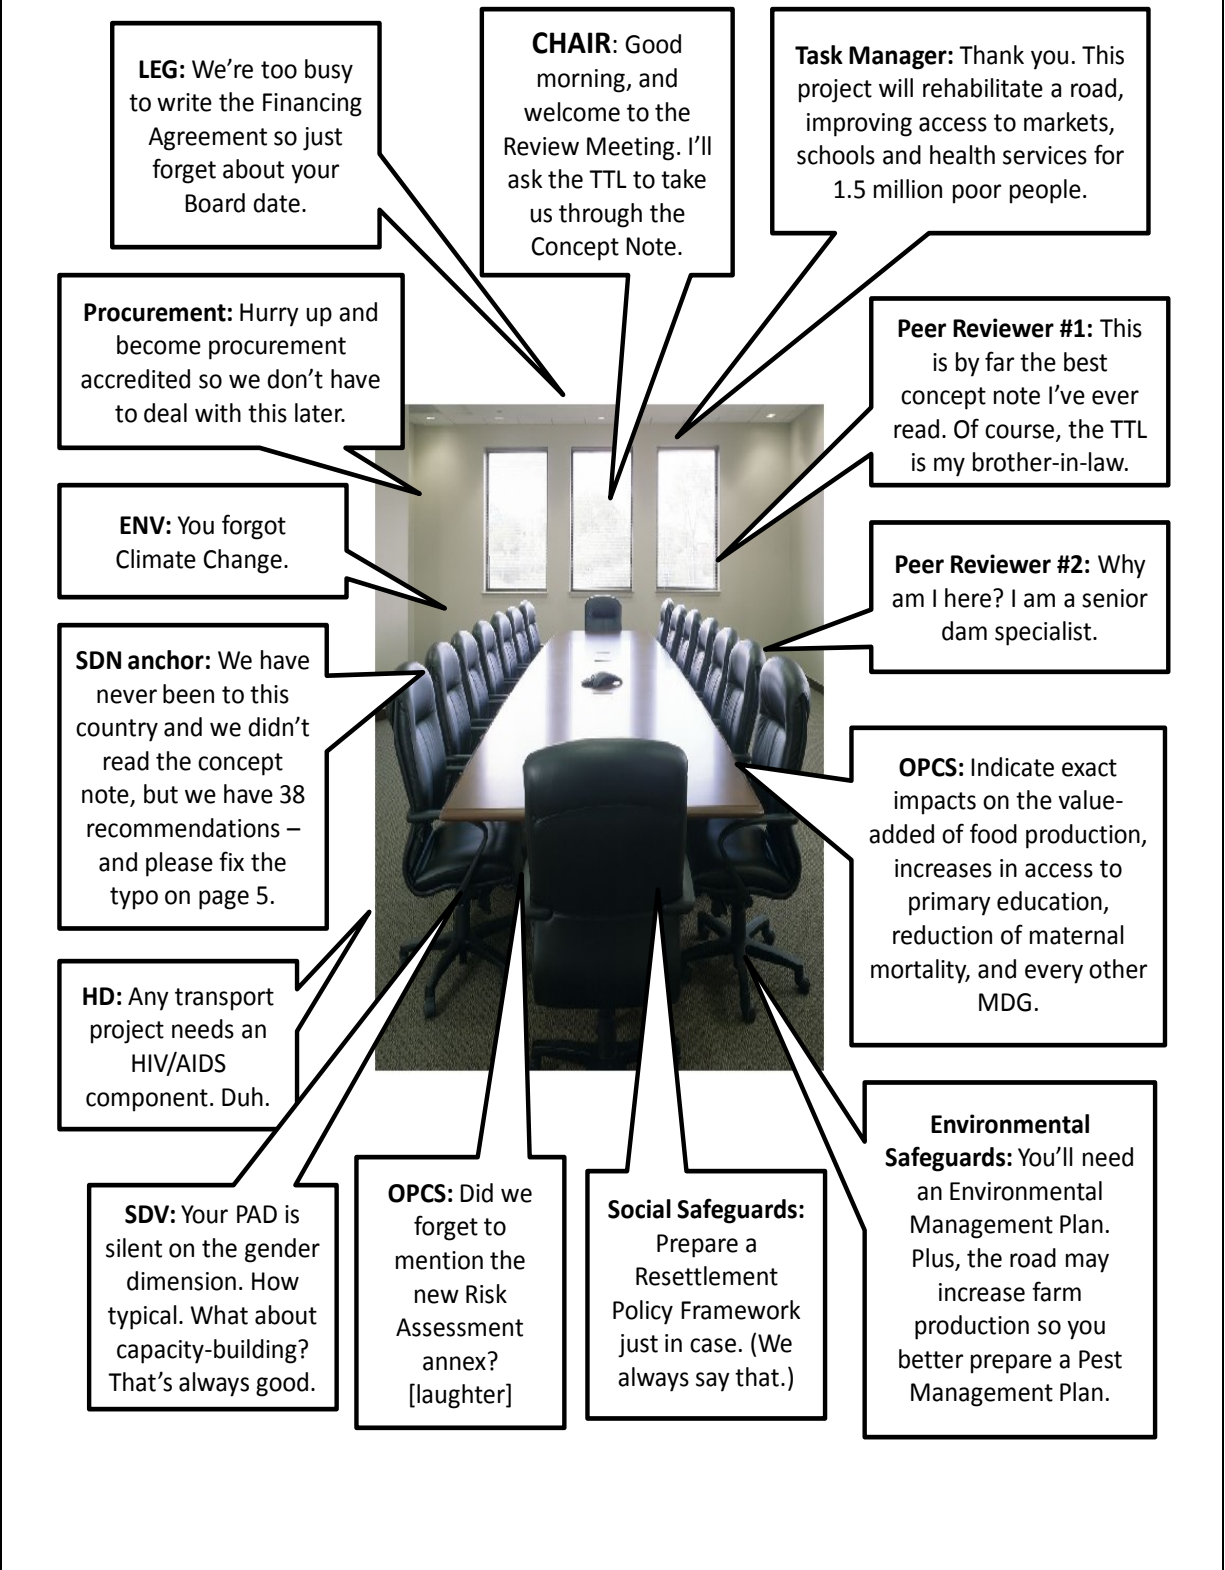 LEG: We’re too busy
to write the Financing
Agreement so just
forget about your
Board date.
CHAIR: Good
morning, and
welcome to the
Review Meeting. I’ll
ask the TTL to take
us through the
Concept Note.
Task Manager: Thank you. This
project will rehabilitate a road,
improving access to markets,
schools and health services for
1.5 million poor people.
Procurement: Hurry up and
become procurement
accredited so we don’t have
to deal with this later.
Peer Reviewer #1: This
is by far the best
concept note I’ve ever
read. Of course, the TTL
is my brother-in-law.
ENV: You forgot
Climate Change.
Peer Reviewer #2: Why
am I here? I am a senior
dam specialist.
SDN anchor: We have
never been to this
country and we didn’t
read the concept
note, but we have 38
recommendations –
and please fix the
typo on page 5.
OPCS: Indicate exact
impacts on the value-
added of food production,
increases in access to
primary education,
reduction of maternal
mortality, and every other
MDG.
HD: Any transport
project needs an
HIV/AIDS
component. Duh.
SDV: Your PAD is
silent on the gender
dimension. How
typical. What about
capacity-building?
That’s always good.
OPCS: Did we
forget to
mention the
new Risk
Assessment
annex?
[laughter]
Social Safeguards:
Prepare a
Resettlement
Policy Framework
just in case. (We
always say that.)
Environmental
Safeguards: You’ll need
an Environmental
Management Plan.
Plus, the road may
increase farm
production so you
better prepare a Pest
Management Plan.